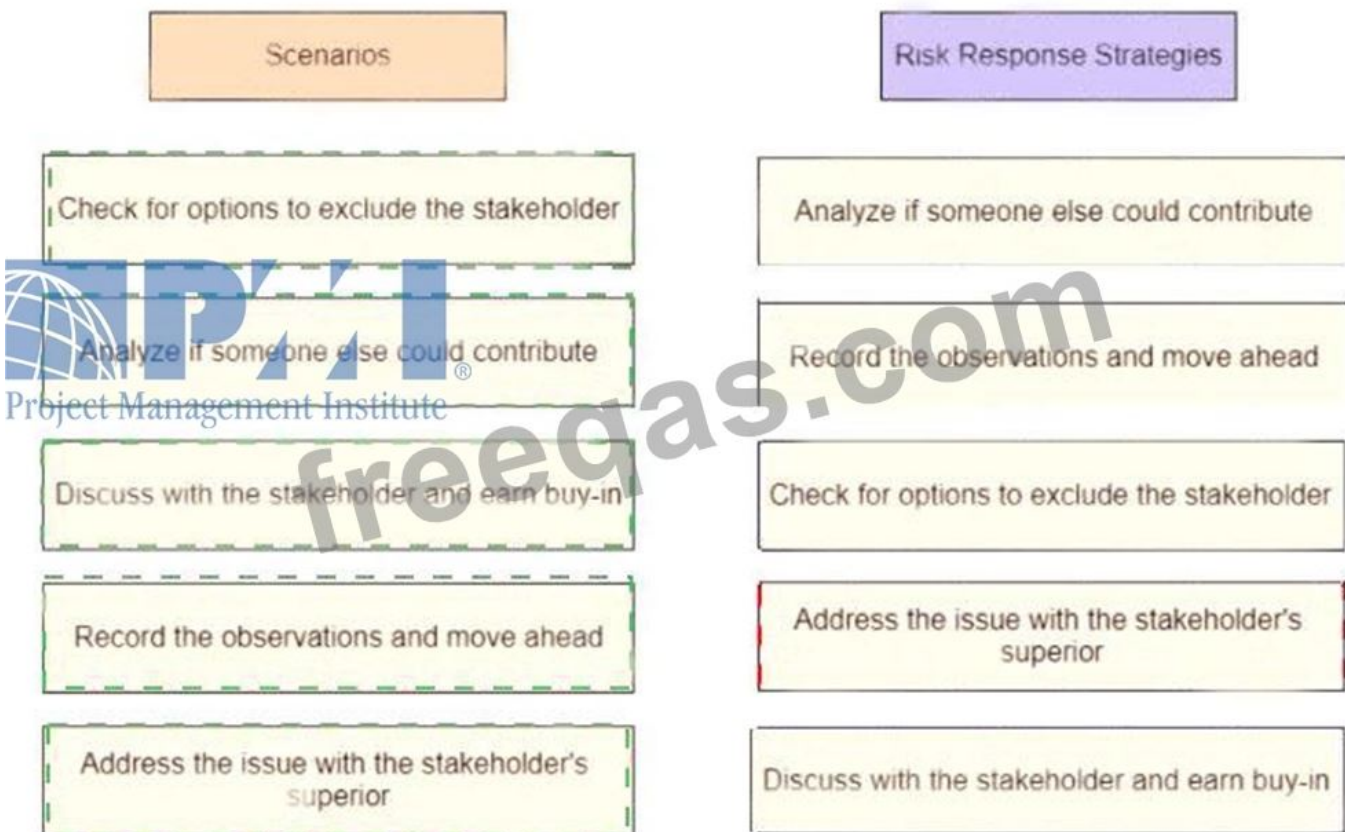 Scenarios
Risk Response Strategies
Check for options to exclude the stakeholder
Analyze if someone else could contribute
Analyze if someone else could contribute
Record the observations and move ahead
PMI®
Project Management Institute
Discuss with the stakeholder and earn buy-in
Check for options to exclude the stakeholder
freeqas.com
Record the observations and move ahead
Address the issue with the stakeholder's
superior
Address the issue with the stakeholder's
superior
Discuss with the stakeholder and earn buy-in